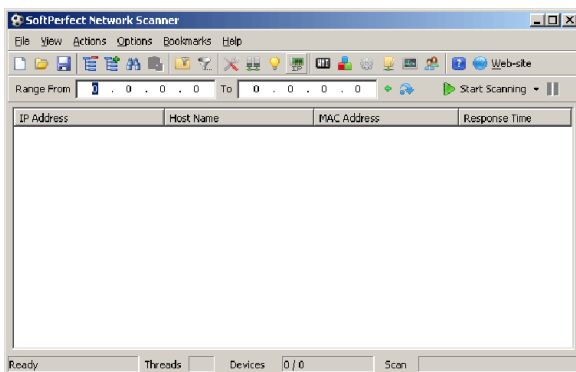 SoftPerfect Network Scanner
File View Actions Options Bookmarks Help
Web-site
Range From 0 . 0 . 0 . 0 To 0 . 0 . 0 . 0 Start Scanning
IP Address Host Name MAC Address Response Time
Ready Threads Devices 0 / 0 Scan